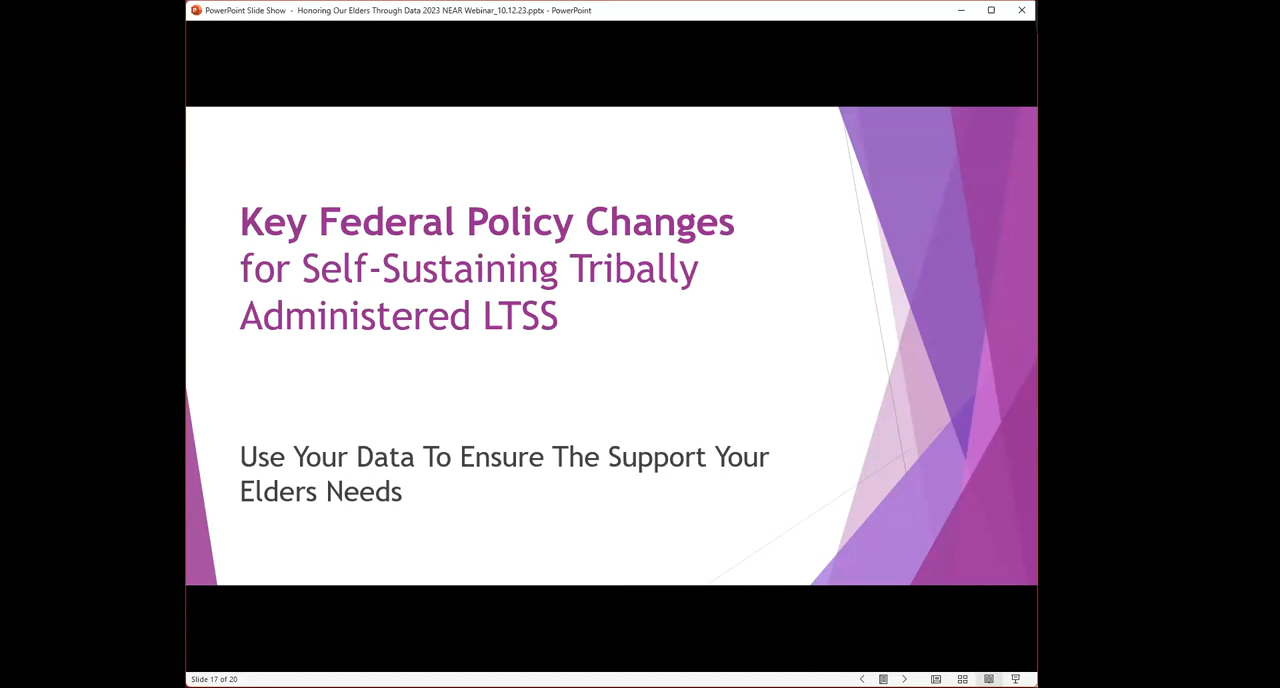 PowerPoint Slide Show - Honoring Our Elders Through Data 2023 NEAR Webinar_10.12.23.pptx - PowerPoint
Key Federal Policy Changes
for Self-Sustaining Tribally
Administered LTSS
Use Your Data To Ensure The Support Your
Elders Needs
Slide 17 of 20